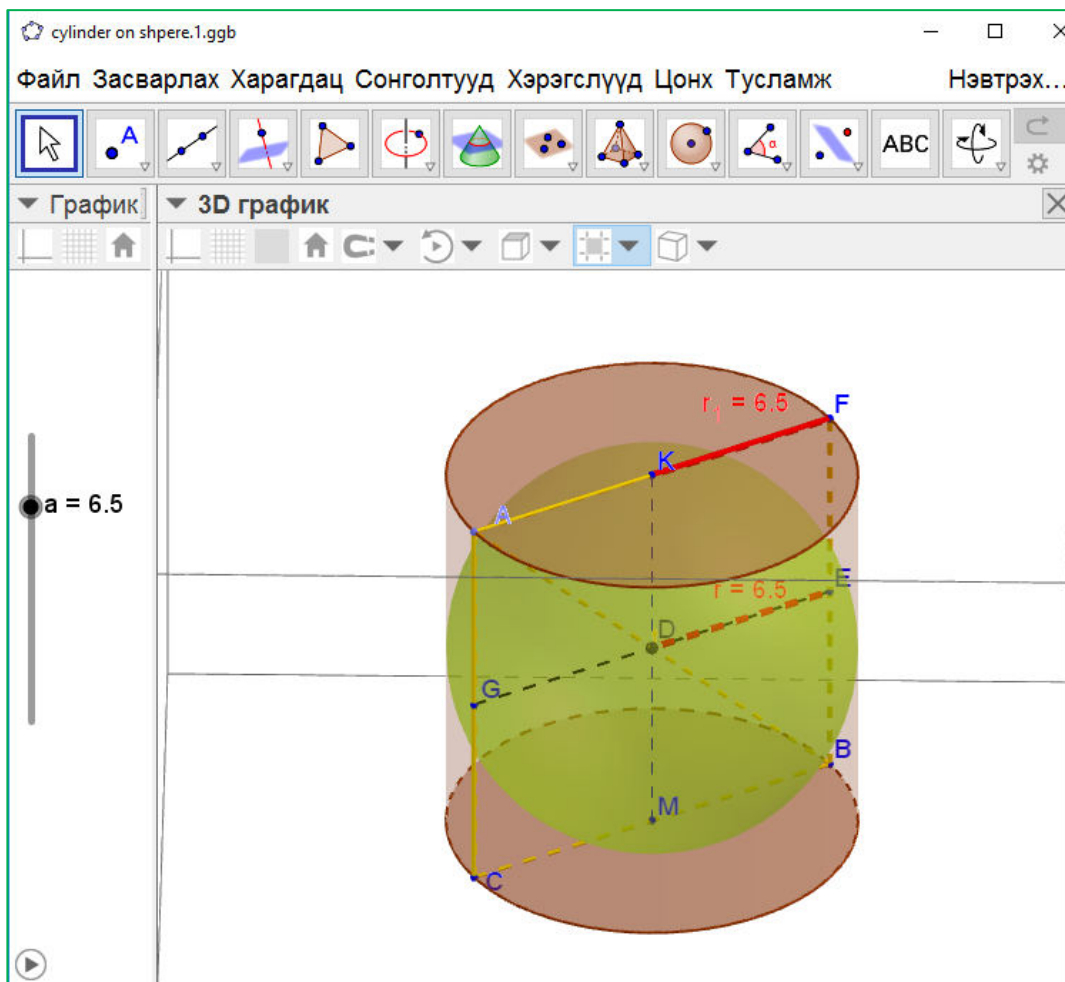 cylinder on shpere.1.ggb
Файл Засварлах Харагдац Сонголтууд Хэрэгслүүд Цонх Тусламж Нэвтрэх...
A α ABC
График 3D график
r₁ = 6.5 F
K
A
a = 6.5
r = 6.5 E
D
G
B
M
C